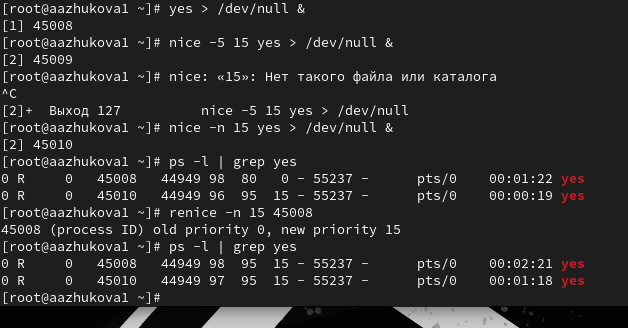 [root@aazhukova1 ~]# yes > /dev/null &
[1] 45008
[root@aazhukova1 ~]# nice -5 15 yes > /dev/null &
[2] 45009
[root@aazhukova1 ~]# nice: «15»: Нет такого файла или каталога
^C
[2]+  Выход 127            nice -5 15 yes > /dev/null
[root@aazhukova1 ~]# nice -n 15 yes > /dev/null &
[2] 45010
[root@aazhukova1 ~]# ps -l | grep yes
0 R     0   45008   44949 98  80   0 - 55237 -      pts/0    00:01:22 yes
0 R     0   45010   44949 96  95  15 - 55237 -      pts/0    00:00:19 yes
[root@aazhukova1 ~]# renice -n 15 45008
45008 (process ID) old priority 0, new priority 15
[root@aazhukova1 ~]# ps -l | grep yes
0 R     0   45008   44949 98  95  15 - 55237 -      pts/0    00:02:21 yes
0 R     0   45010   44949 97  95  15 - 55237 -      pts/0    00:01:18 yes
[root@aazhukova1 ~]#